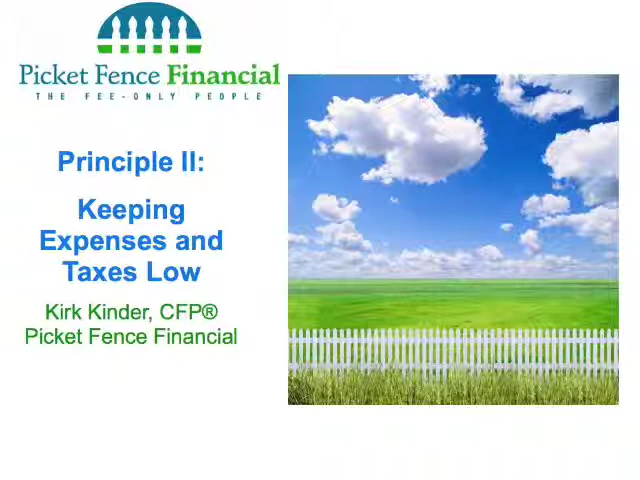 Picket Fence Financial
THE FEE-ONLY PEOPLE
Principle II:
Keeping
Expenses and
Taxes Low
Kirk Kinder, CFP®
Picket Fence Financial